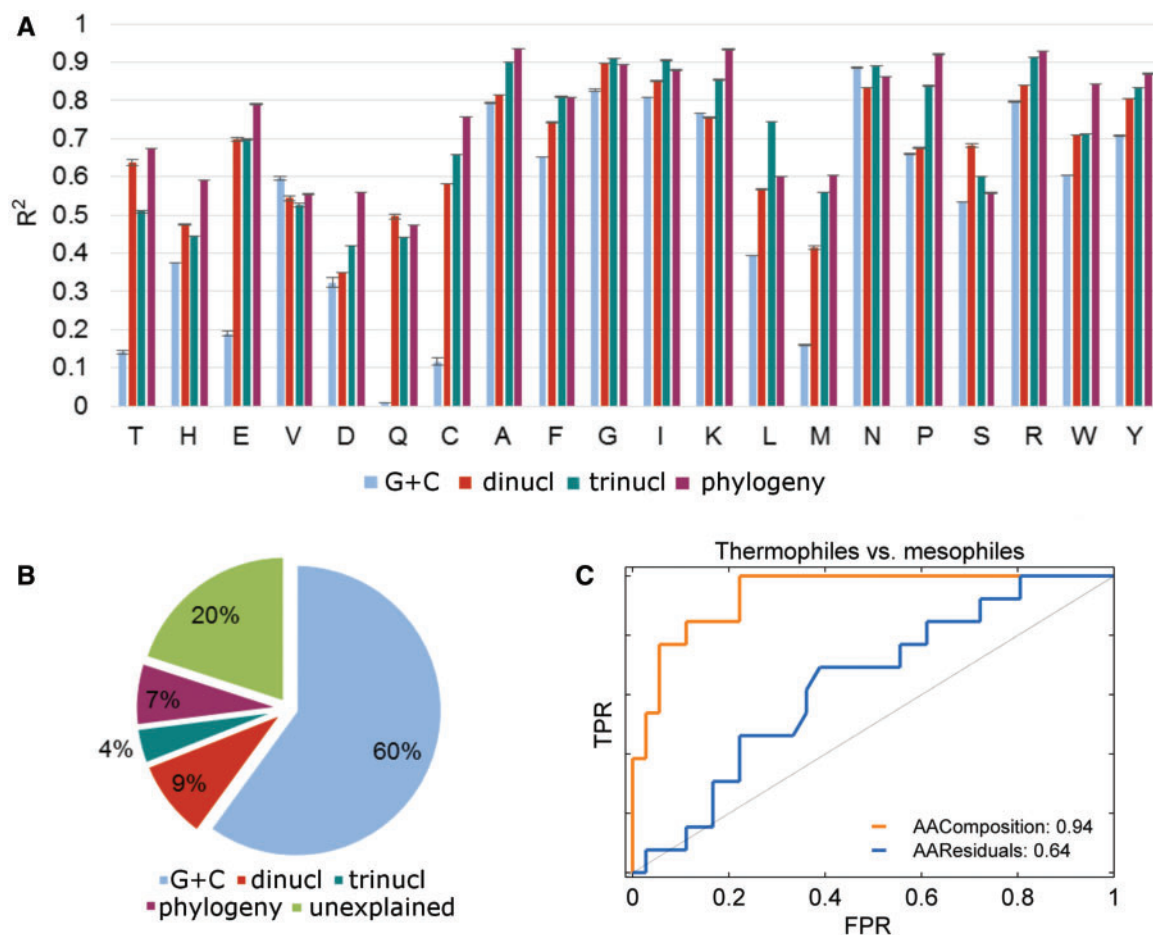 A
R²
1
0.9
0.8
0.7
0.6
0.5
0.4
0.3
0.2
0.1
0
T H E V D Q C A F G I K L M N P S R W Y
G+C dinucl trinucl phylogeny
B
20%
7%
4%
9%
60%
G+C dinucl trinucl
phylogeny unexplained
C
Thermophiles vs. mesophiles
TPR
AAComposition: 0.94
AAResiduals: 0.64
0 0.2 0.4 0.6 0.8 1
FPR